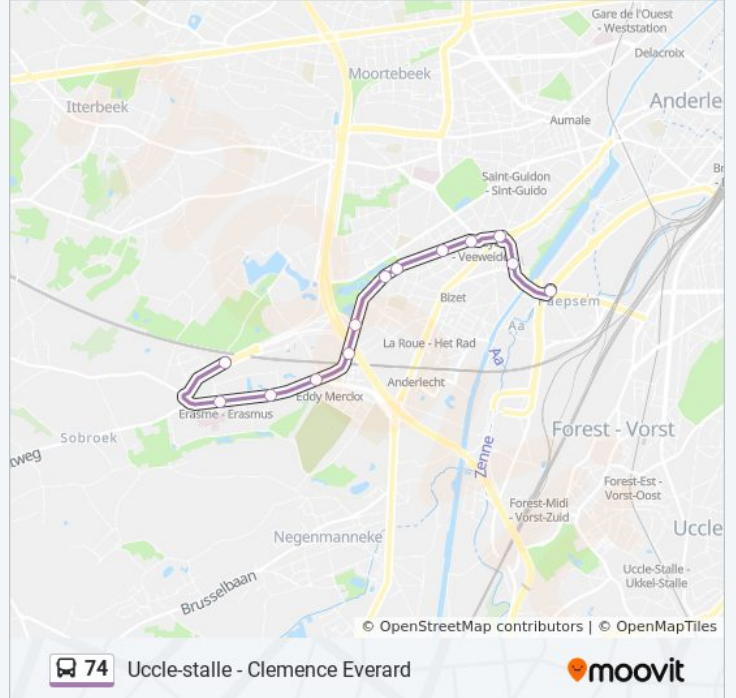 Gare de l'Ouest
- Weststation
Delacroix
Moortebeek
Itterbeek
Anderle
Aumale
Saint-Guidon
- Sint-Guido
- Veeweide
Bizet
Aa
La Roue - Het Rad
Aa
Anderlecht
Eddy Merckx
Erasme - Erasmus
Sobroek
tweg
Forest - Vorst
Zenne
Forest-Est -
Vorst-Oost
Forest-Midi
- Vorst-Zuid
Uccle
Negenmanneke
Uccle-Stalle -
Ukkel-Stalle
Brusselbaan
© OpenStreetMap contributors | © OpenMapTiles
74 Uccle-stalle - Clemence Everard
moovit